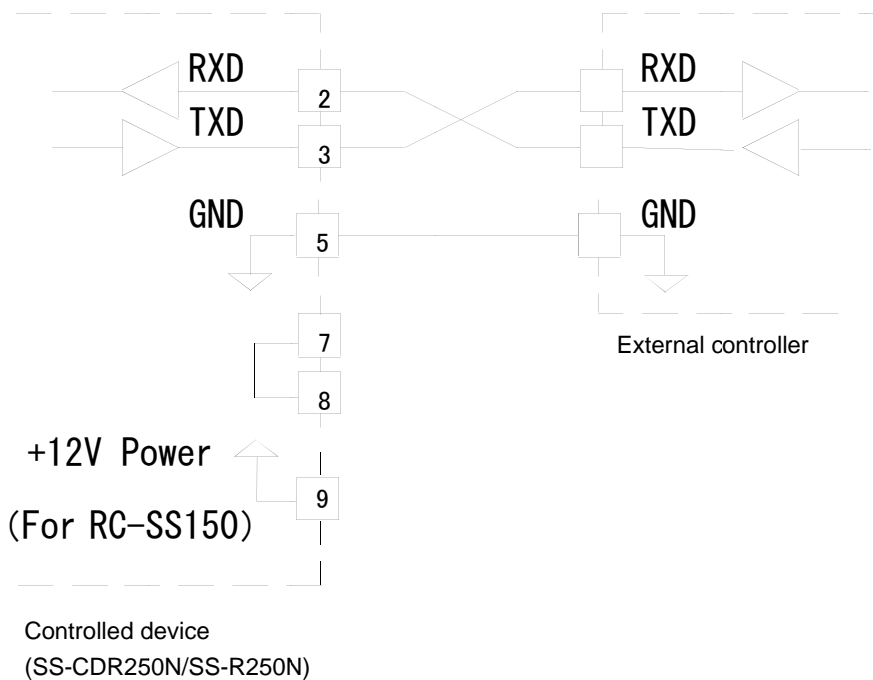 RXD
2
RXD
TXD
3
TXD
GND
5
GND
7
External controller
8
+12V Power
9
(For RC-SS150)
Controlled device
(SS-CDR250N/SS-R250N)